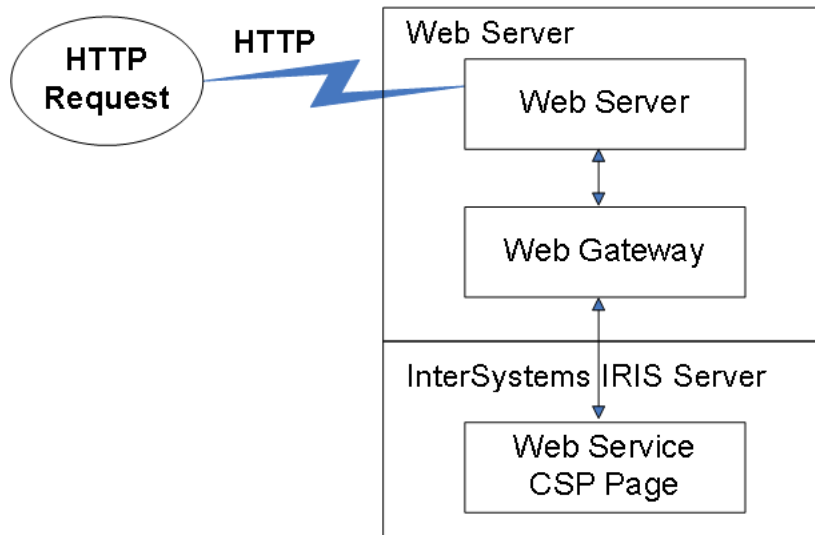 HTTP
Request
HTTP
Web Server
Web Server
Web Gateway
InterSystems IRIS Server
Web Service
CSP Page